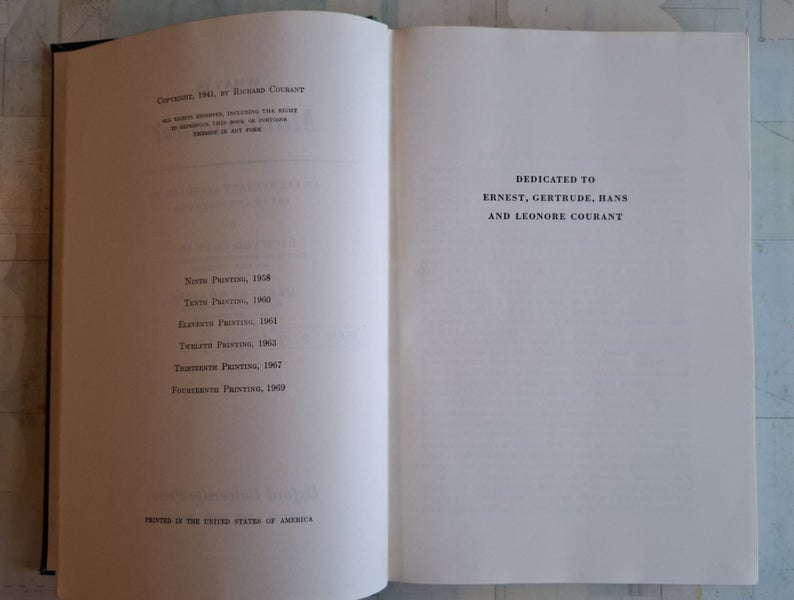 Copyright, 1941, by Richard Courant
ALL RIGHTS RESERVED, INCLUDING THE RIGHT
TO REPRODUCE THIS BOOK OR PORTIONS
THEREOF IN ANY FORM
Ninth Printing, 1958
Tenth Printing, 1960
Eleventh Printing, 1961
Twelfth Printing, 1963
Thirteenth Printing, 1967
Fourteenth Printing, 1969
PRINTED IN THE UNITED STATES OF AMERICA
DEDICATED TO
ERNEST, GERTRUDE, HANS
AND LEONORE COURANT